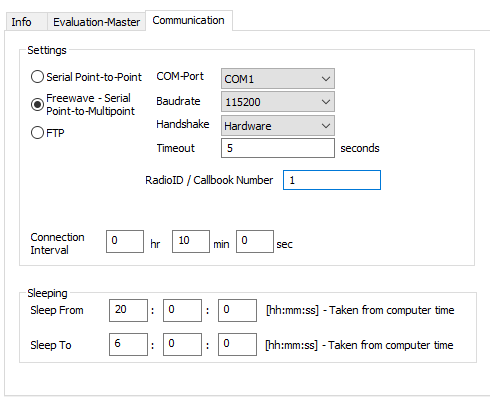 Info Evaluation-Master Communication
Settings
Serial Point-to-Point COM-Port COM1
Freewave - Serial
Point-to-Multipoint Baudrate 115200
Handshake Hardware
FTP
Timeout 5 seconds
RadioID / Callbook Number 1
Connection
Interval 0 hr 10 min 0 sec
Sleeping
Sleep From 20 : 0 : 0 [hh:mm:ss] - Taken from computer time
Sleep To 6 : 0 : 0 [hh:mm:ss] - Taken from computer time